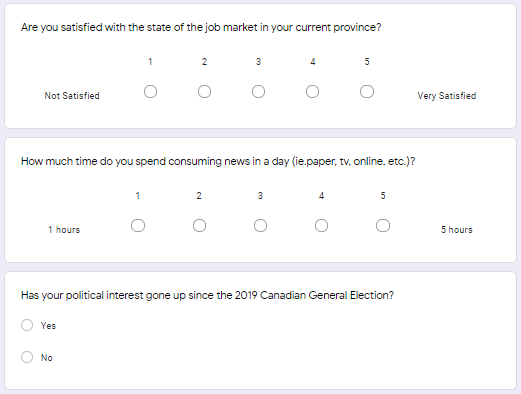 Are you satisfied with the state of the job market in your current province?
1 2 3 4 5
Not Satisfied Very Satisfied
How much time do you spend consuming news in a day (ie.paper, tv, online, etc.)?
1 2 3 4 5
1 hours 5 hours
Has your political interest gone up since the 2019 Canadian General Election?
Yes
No